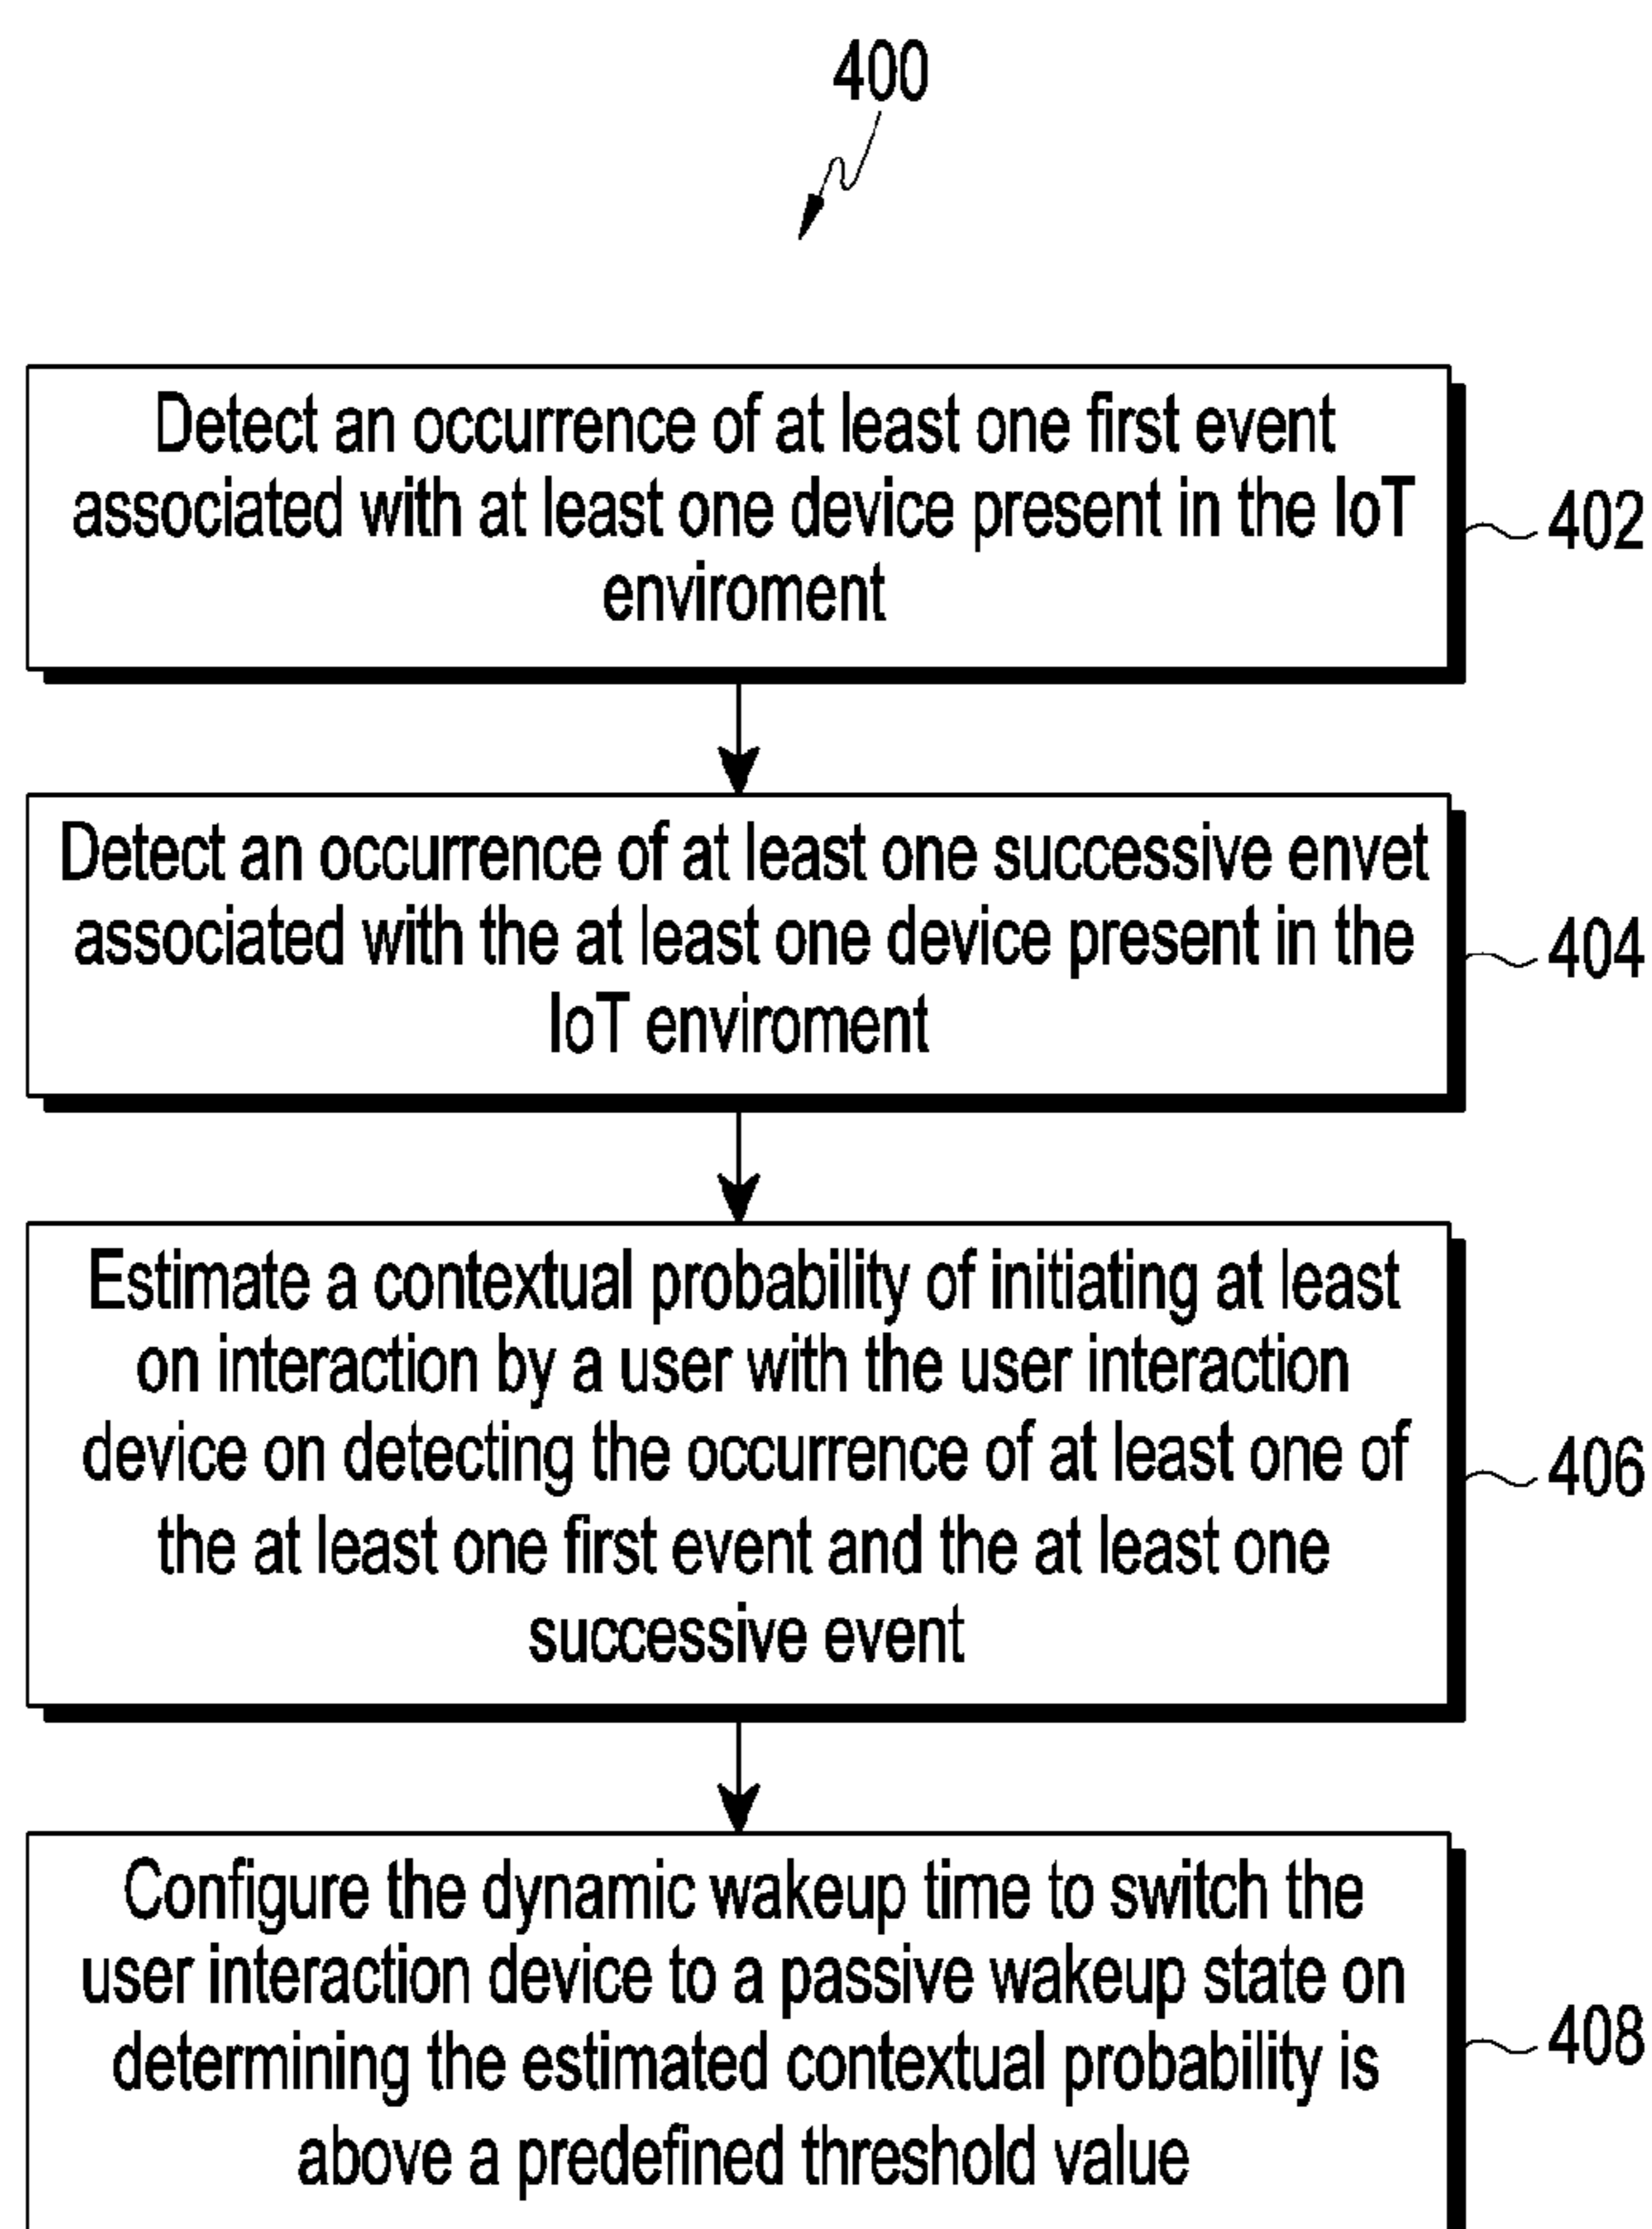 400
Detect an occurrence of at least one first event
associated with at least one device present in the IoT
enviroment
402
Detect an occurrence of at least one successive envet
associated with the at least one device present in the
IoT enviroment
404
Estimate a contextual probability of initiating at least
on interaction by a user with the user interaction
device on detecting the occurrence of at least one of
the at least one first event and the at least one
successive event
406
Configure the dynamic wakeup time to switch the
user interaction device to a passive wakeup state on
determining the estimated contextual probability is
above a predefined threshold value
408